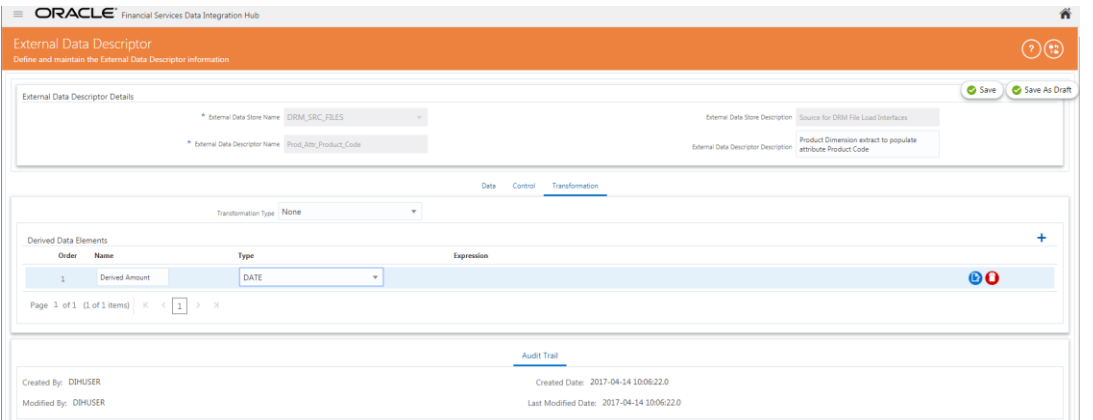 ORACLE Financial Services Data Integration Hub
External Data Descriptor
Define and maintain the External Data Descriptor information
Save Save As Draft
External Data Descriptor Details
* External Data Store Name DRM_SRC_FILES External Data Store Description Source for DRM File Load Interfaces
* External Data Descriptor Name Prod_Attr_Product_Code External Data Descriptor Description Product Dimension extract to populate
attribute Product Code
Data Control Transformation
Transformation Type None
Derived Data Elements
Order Name Type Expression
1 Derived Amount DATE
Page 1 of 1 (1 of 1 items) K < 1 > >|
Audit Trail
Created By: DIHUSER Created Date: 2017-04-14 10:06:22.0
Modified By: DIHUSER Last Modified Date: 2017-04-14 10:06:22.0